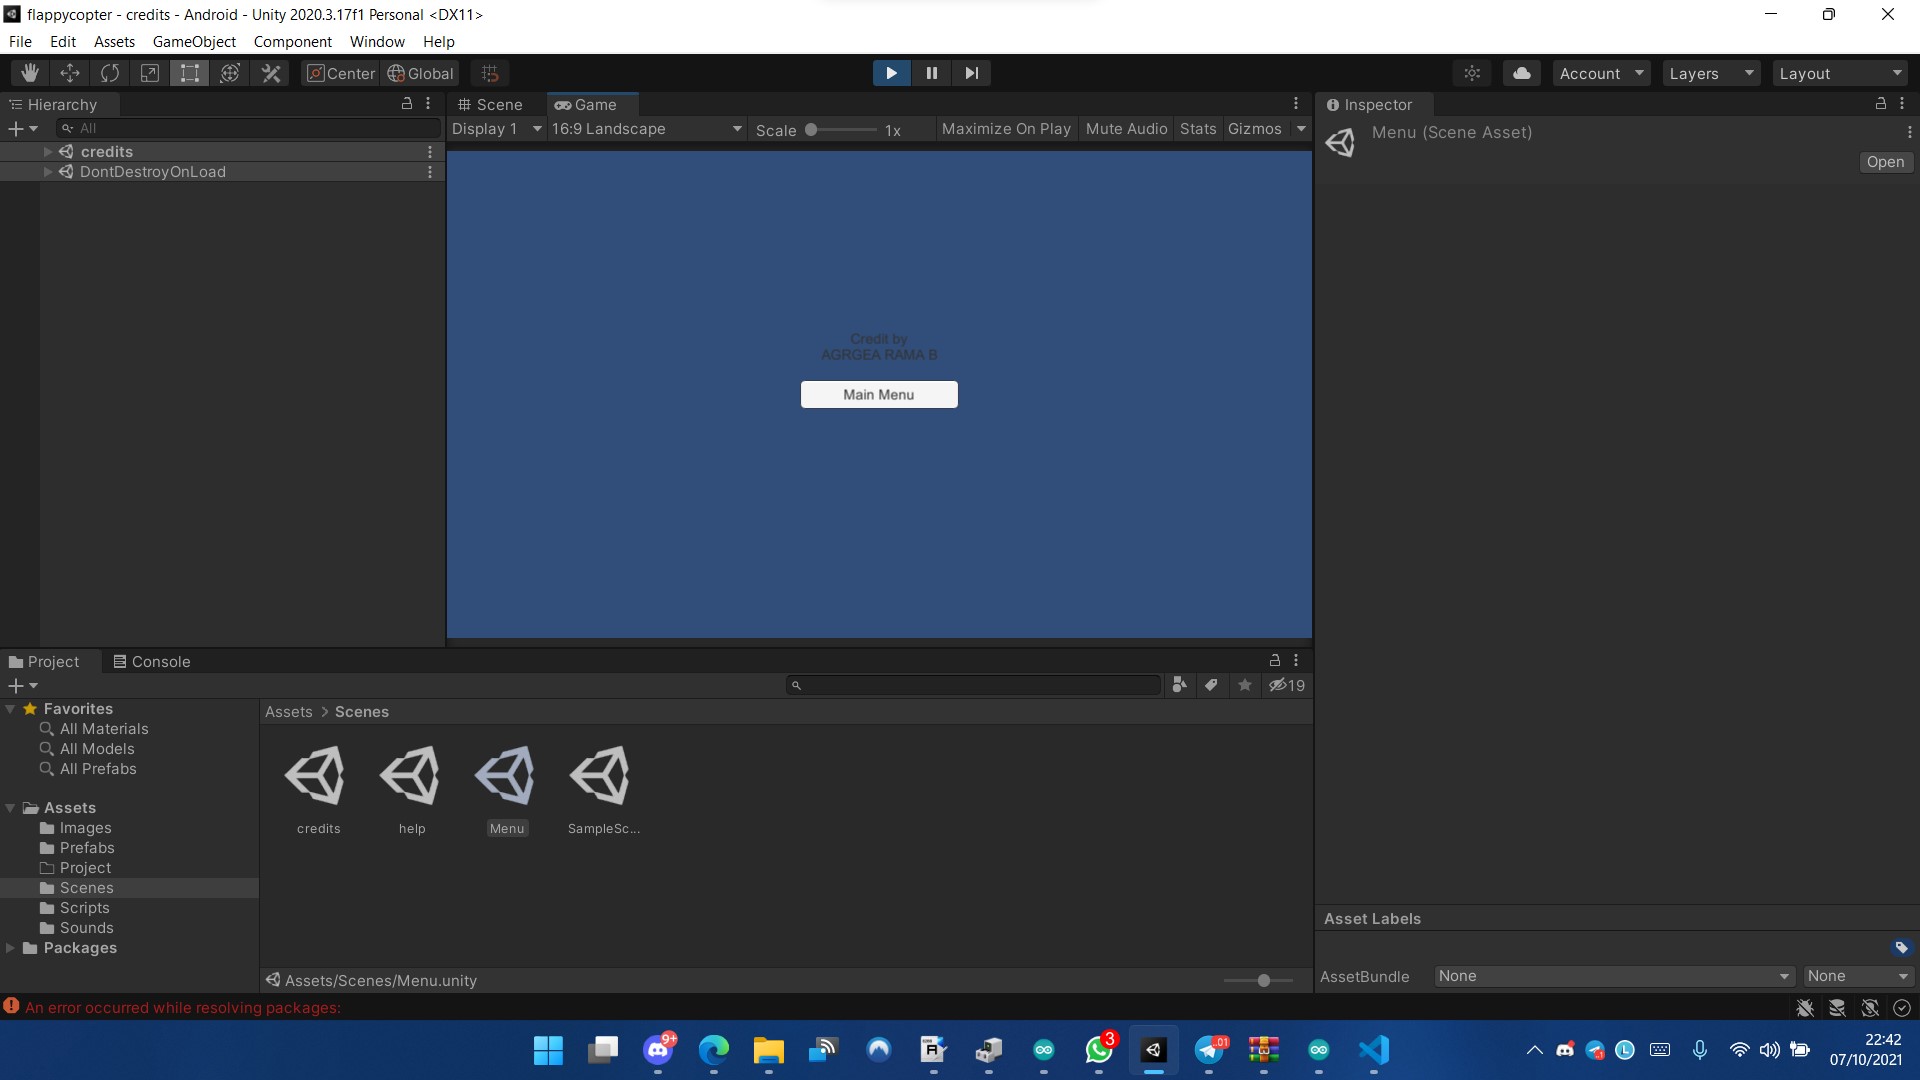 flappycopter - credits - Android - Unity 2020.3.17f1 Personal <DX11>
File Edit Assets GameObject Component Window Help
Center Global Account Layers Layout
Hierarchy
All
credits
DontDestroyOnLoad
Scene Game
Display 1 16:9 Landscape Scale 1x Maximize On Play Mute Audio Stats Gizmos
Credit by
AGRGEA RAMA B
Main Menu
Inspector
Menu (Scene Asset)
Open
Project Console
19
Favorites
All Materials
All Models
All Prefabs
Assets
Images
Prefabs
Project
Scenes
Scripts
Sounds
Packages
Assets > Scenes
credits help Menu SampleSc...
Assets/Scenes/Menu.unity
Asset Labels
AssetBundle None None
An error occurred while resolving packages:
9+ 3 .01
22:42
07/10/2021